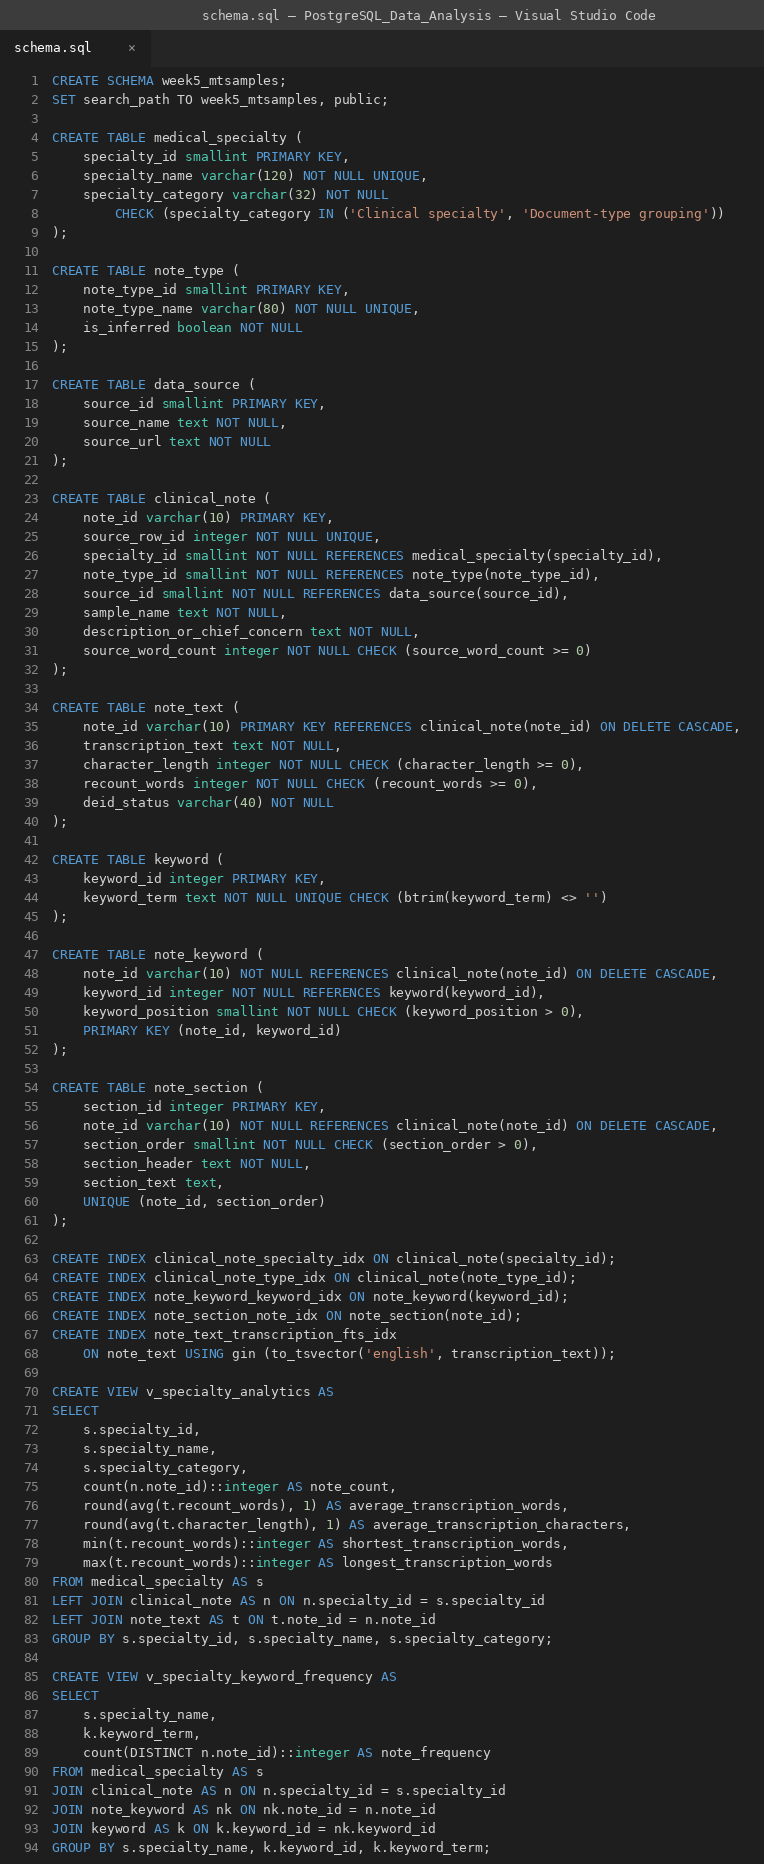 schema.sql — PostgreSQL_Data_Analysis — Visual Studio Code
schema.sql ×
1 CREATE SCHEMA week5_mtsamples;
2 SET search_path TO week5_mtsamples, public;
3
4 CREATE TABLE medical_specialty (
5     specialty_id smallint PRIMARY KEY,
6     specialty_name varchar(120) NOT NULL UNIQUE,
7     specialty_category varchar(32) NOT NULL
8         CHECK (specialty_category IN ('Clinical specialty', 'Document-type grouping'))
9 );
10
11 CREATE TABLE note_type (
12     note_type_id smallint PRIMARY KEY,
13     note_type_name varchar(80) NOT NULL UNIQUE,
14     is_inferred boolean NOT NULL
15 );
16
17 CREATE TABLE data_source (
18     source_id smallint PRIMARY KEY,
19     source_name text NOT NULL,
20     source_url text NOT NULL
21 );
22
23 CREATE TABLE clinical_note (
24     note_id varchar(10) PRIMARY KEY,
25     source_row_id integer NOT NULL UNIQUE,
26     specialty_id smallint NOT NULL REFERENCES medical_specialty(specialty_id),
27     note_type_id smallint NOT NULL REFERENCES note_type(note_type_id),
28     source_id smallint NOT NULL REFERENCES data_source(source_id),
29     sample_name text NOT NULL,
30     description_or_chief_concern text NOT NULL,
31     source_word_count integer NOT NULL CHECK (source_word_count >= 0)
32 );
33
34 CREATE TABLE note_text (
35     note_id varchar(10) PRIMARY KEY REFERENCES clinical_note(note_id) ON DELETE CASCADE,
36     transcription_text text NOT NULL,
37     character_length integer NOT NULL CHECK (character_length >= 0),
38     recount_words integer NOT NULL CHECK (recount_words >= 0),
39     deid_status varchar(40) NOT NULL
40 );
41
42 CREATE TABLE keyword (
43     keyword_id integer PRIMARY KEY,
44     keyword_term text NOT NULL UNIQUE CHECK (btrim(keyword_term) <> '')
45 );
46
47 CREATE TABLE note_keyword (
48     note_id varchar(10) NOT NULL REFERENCES clinical_note(note_id) ON DELETE CASCADE,
49     keyword_id integer NOT NULL REFERENCES keyword(keyword_id),
50     keyword_position smallint NOT NULL CHECK (keyword_position > 0),
51     PRIMARY KEY (note_id, keyword_id)
52 );
53
54 CREATE TABLE note_section (
55     section_id integer PRIMARY KEY,
56     note_id varchar(10) NOT NULL REFERENCES clinical_note(note_id) ON DELETE CASCADE,
57     section_order smallint NOT NULL CHECK (section_order > 0),
58     section_header text NOT NULL,
59     section_text text,
60     UNIQUE (note_id, section_order)
61 );
62
63 CREATE INDEX clinical_note_specialty_idx ON clinical_note(specialty_id);
64 CREATE INDEX clinical_note_type_idx ON clinical_note(note_type_id);
65 CREATE INDEX note_keyword_keyword_idx ON note_keyword(keyword_id);
66 CREATE INDEX note_section_note_idx ON note_section(note_id);
67 CREATE INDEX note_text_transcription_fts_idx
68     ON note_text USING gin (to_tsvector('english', transcription_text));
69
70 CREATE VIEW v_specialty_analytics AS
71 SELECT
72     s.specialty_id,
73     s.specialty_name,
74     s.specialty_category,
75     count(n.note_id)::integer AS note_count,
76     round(avg(t.recount_words), 1) AS average_transcription_words,
77     round(avg(t.character_length), 1) AS average_transcription_characters,
78     min(t.recount_words)::integer AS shortest_transcription_words,
79     max(t.recount_words)::integer AS longest_transcription_words
80 FROM medical_specialty AS s
81 LEFT JOIN clinical_note AS n ON n.specialty_id = s.specialty_id
82 LEFT JOIN note_text AS t ON t.note_id = n.note_id
83 GROUP BY s.specialty_id, s.specialty_name, s.specialty_category;
84
85 CREATE VIEW v_specialty_keyword_frequency AS
86 SELECT
87     s.specialty_name,
88     k.keyword_term,
89     count(DISTINCT n.note_id)::integer AS note_frequency
90 FROM medical_specialty AS s
91 JOIN clinical_note AS n ON n.specialty_id = s.specialty_id
92 JOIN note_keyword AS nk ON nk.note_id = n.note_id
93 JOIN keyword AS k ON k.keyword_id = nk.keyword_id
94 GROUP BY s.specialty_name, k.keyword_id, k.keyword_term;